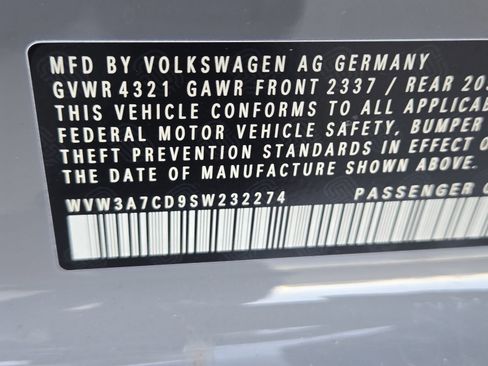 MFD BY VOLKSWAGEN AG GERMANY
GVWR 4321 GAWR FRONT 2337 / REAR
THIS VEHICLE CONFORMS TO ALL
FEDERAL MOTOR VEHICLE SAFETY, BUMPER
THEFT PREVENTION STANDARDS IN EFFECT
THE DATE OF MANUFACTURE SHOWN ABOVE.
WVW3A7CD9SW232274 PASSENGER